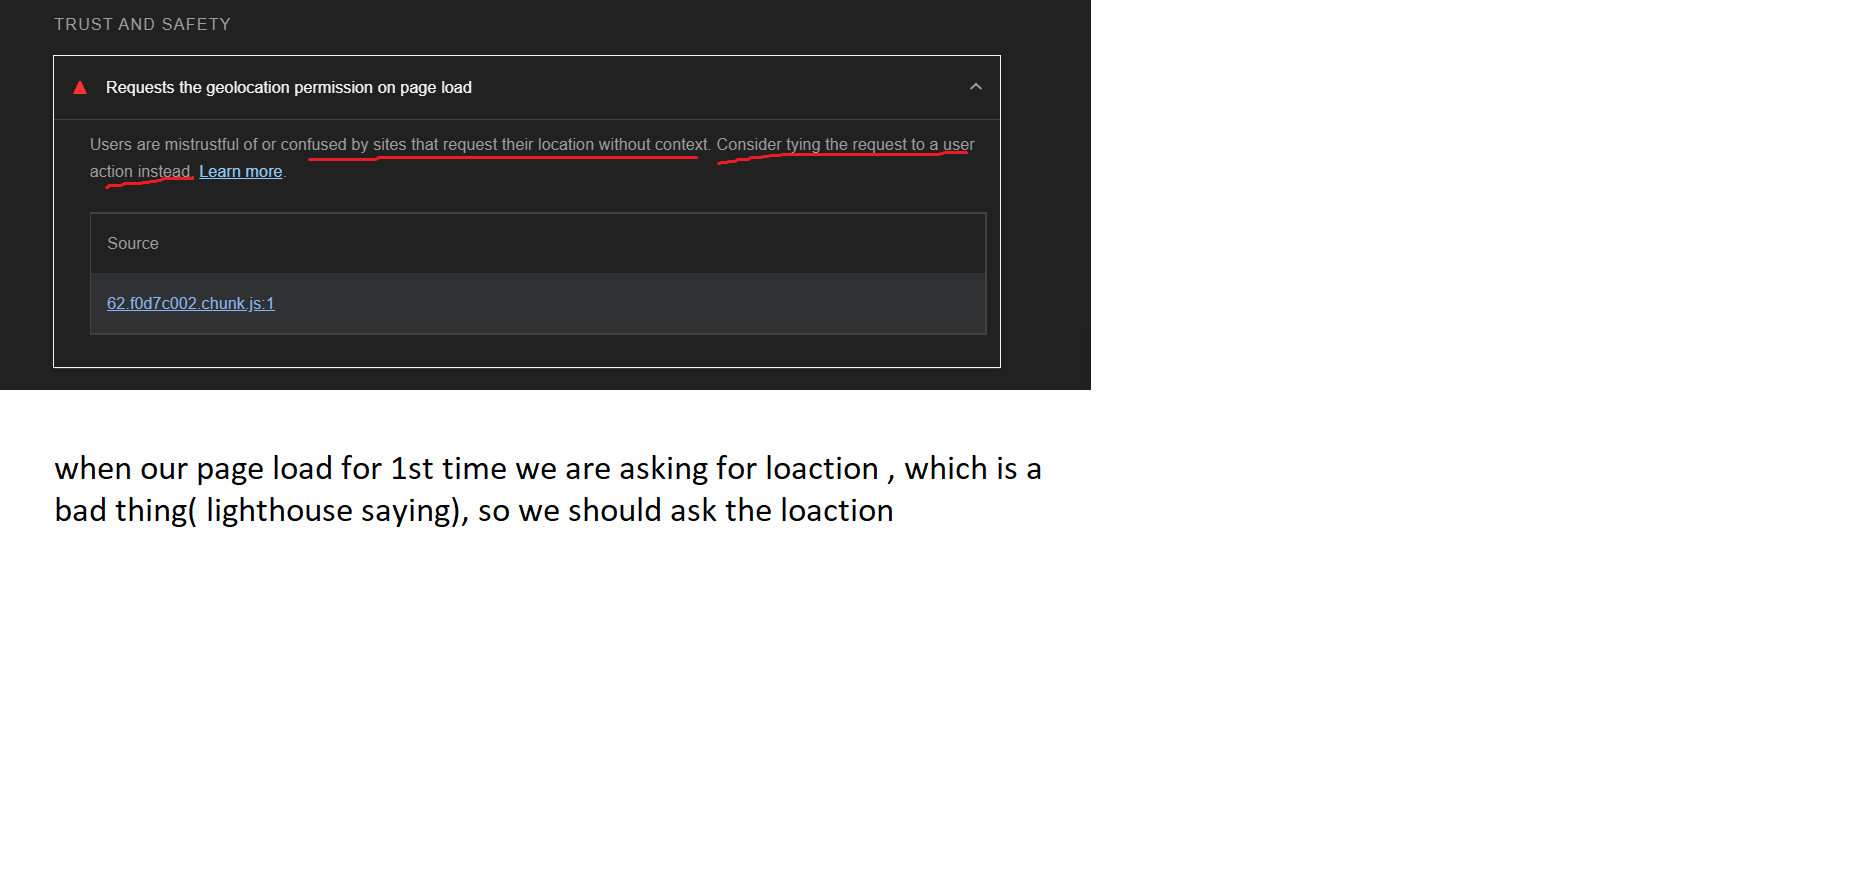 TRUST AND SAFETY
Requests the geolocation permission on page load
Users are mistrustful of or confused by sites that request their location without context. Consider tying the request to a user
action instead. Learn more.
Source
62.f0d7c002.chunk.js:1
when our page load for 1st time we are asking for loaction , which is a
bad thing( lighthouse saying), so we should ask the loaction